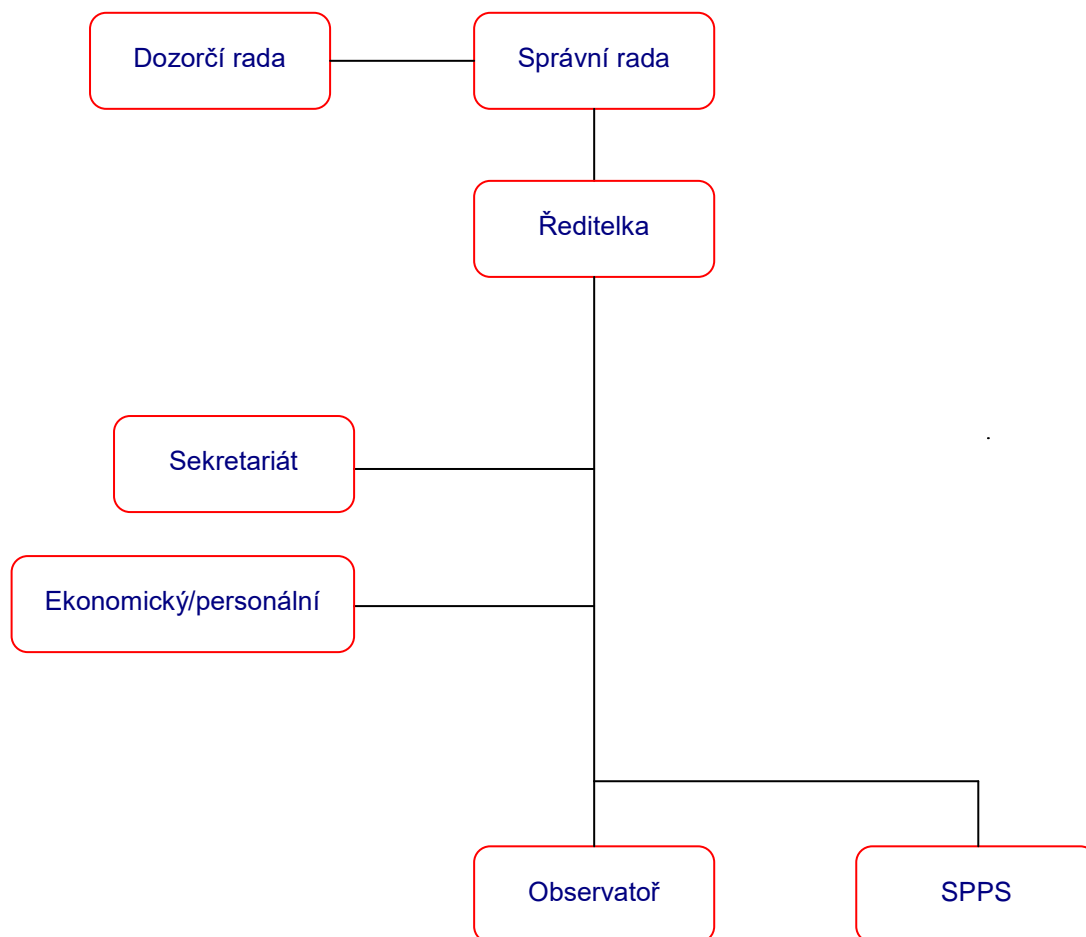 Dozorčí rada
Správní rada
Ředitelka
Sekretariát
Ekonomický/personální
Observatoř
SPPS